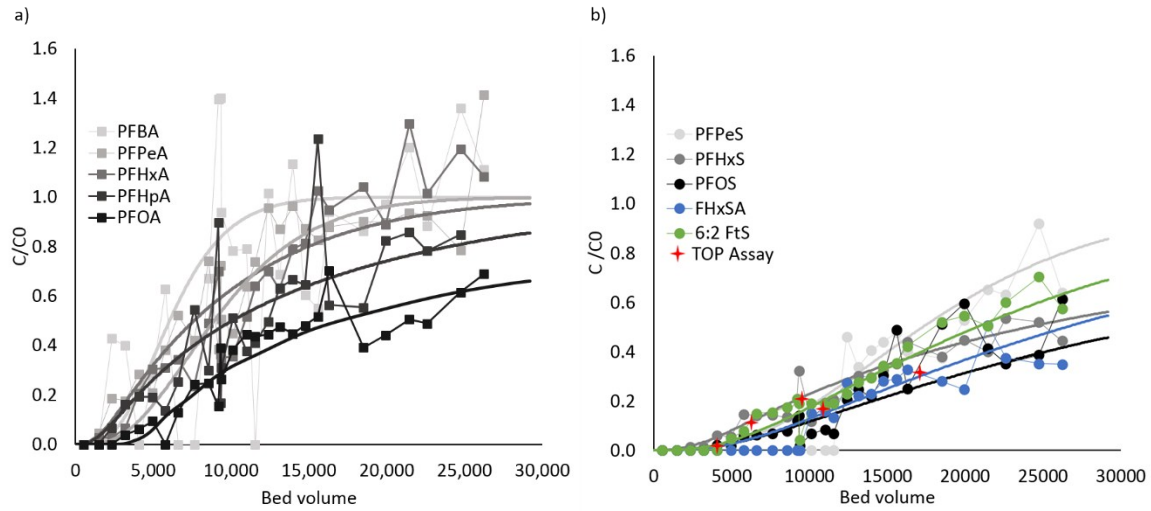 a)
1.6
1.4
1.2
1.0
0.8
0.6
0.4
0.2
0.0
C/C0
PFBA
PFPeA
PFHxA
PFHpA
PFOA
0
5,000
10,000
15,000
20,000
25,000
30,000
Bed volume
b)
1.6
1.4
1.2
1.0
0.8
0.6
0.4
0.2
0.0
C /C0
PFPeS
PFHxS
PFOS
FHxSA
6:2 FtS
TOP Assay
0
5000
10000
15000
20000
25000
30000
Bed volume